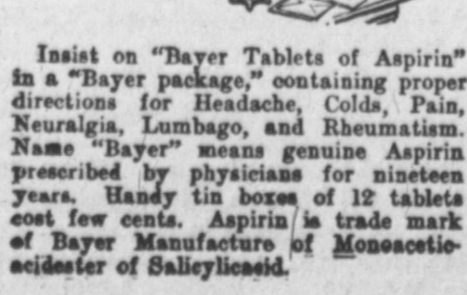 Insist on "Bayer Tablets of Aspirin"
in a "Bayer package," containing proper
directions for Headache, Colds, Pain,
Neuralgia, Lumbago, and Rheumatism.
Name "Bayer" means genuine Aspirin
prescribed by physicians for nineteen
years. Handy tin boxes of 12 tablets
cost few cents. Aspirin is trade mark
of Bayer Manufacture of Monoacetic-
acidester of Salicylicacid.